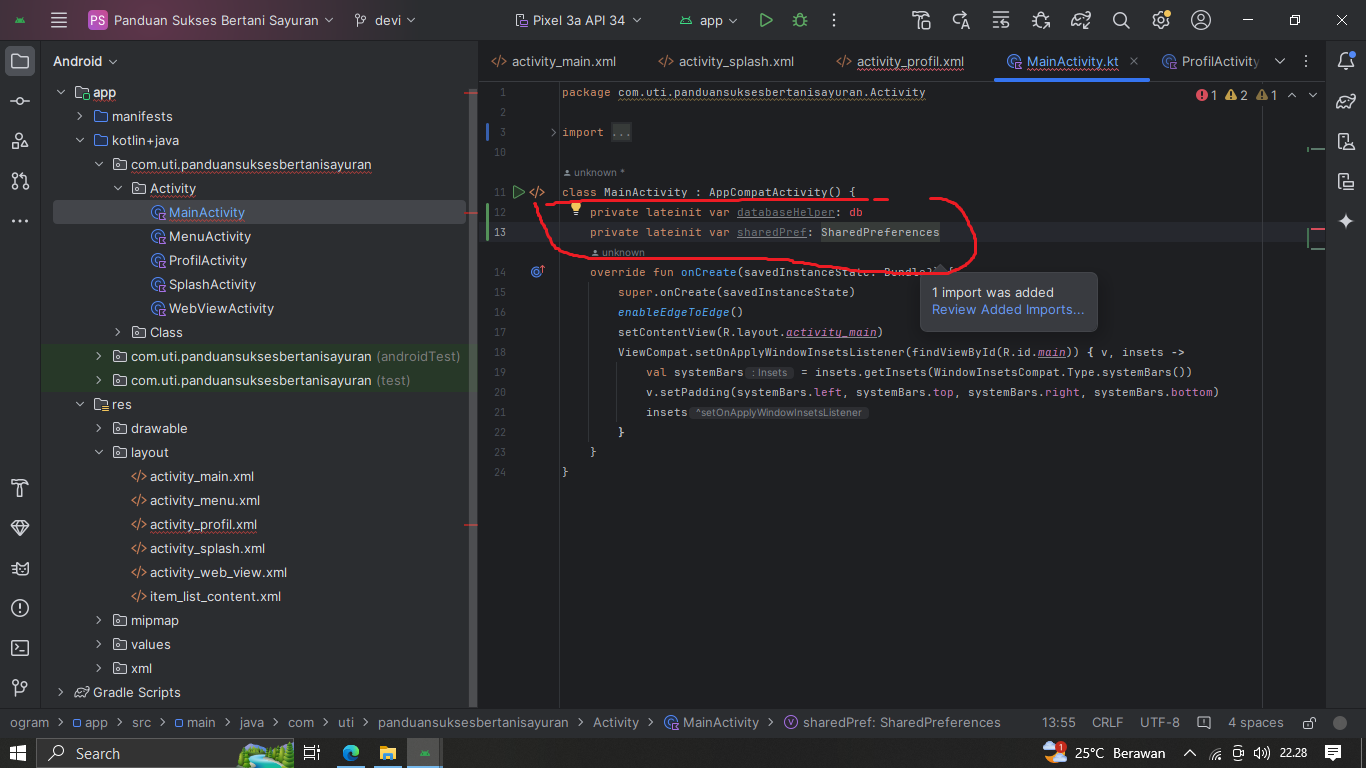 PS Panduan Sukses Bertani Sayuran devi Pixel 3a API 34 app
Android
app
manifests
kotlin+java
com.uti.panduansuksesbertanisayuran
Activity
MainActivity
MenuActivity
ProfilActivity
SplashActivity
WebViewActivity
Class
com.uti.panduansuksesbertanisayuran (androidTest)
com.uti.panduansuksesbertanisayuran (test)
res
drawable
layout
activity_main.xml
activity_menu.xml
activity_profil.xml
activity_splash.xml
activity_web_view.xml
item_list_content.xml
mipmap
values
xml
Gradle Scripts
activity_main.xml activity_splash.xml activity_profil.xml MainActivity.kt ProfilActivity
1 package com.uti.panduansuksesbertanisayuran.Activity
1 2 1
2
3 import ...
10
unknown *
11 class MainActivity : AppCompatActivity() {
12 private lateinit var databaseHelper: db
13 private lateinit var sharedPref: SharedPreferences
unknown
14 override fun onCreate(savedInstanceState: Bundle?) {
15 super.onCreate(savedInstanceState)
16 enableEdgeToEdge()
17 setContentView(R.layout.activity_main)
18 ViewCompat.setOnApplyWindowInsetsListener(findViewById(R.id.main)) { v, insets ->
19 val systemBars : Insets = insets.getInsets(WindowInsetsCompat.Type.systemBars())
20 v.setPadding(systemBars.left, systemBars.top, systemBars.right, systemBars.bottom)
21 insets ^setOnApplyWindowInsetsListener
22 }
23 }
24 }
1 import was added
Review Added Imports...
ogram > app > src > main > java > com > uti > panduansuksesbertanisayuran > Activity > MainActivity > sharedPref: SharedPreferences 13:55 CRLF UTF-8 4 spaces
Search 1 25°C Berawan 22.28